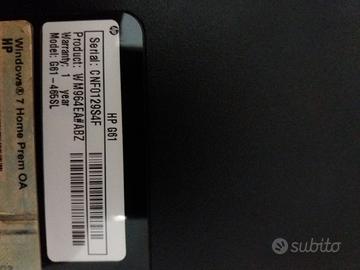 HP G61
Serial: CNF0129S4F
Product: WM964EA#ABZ
Warranty: 1 year
Model: G61-465SL
Windows® 7 Home Prem OA
HP
subito